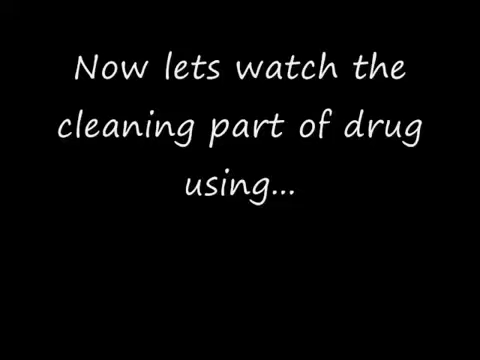 Now lets watch the
cleaning part of drug
using...